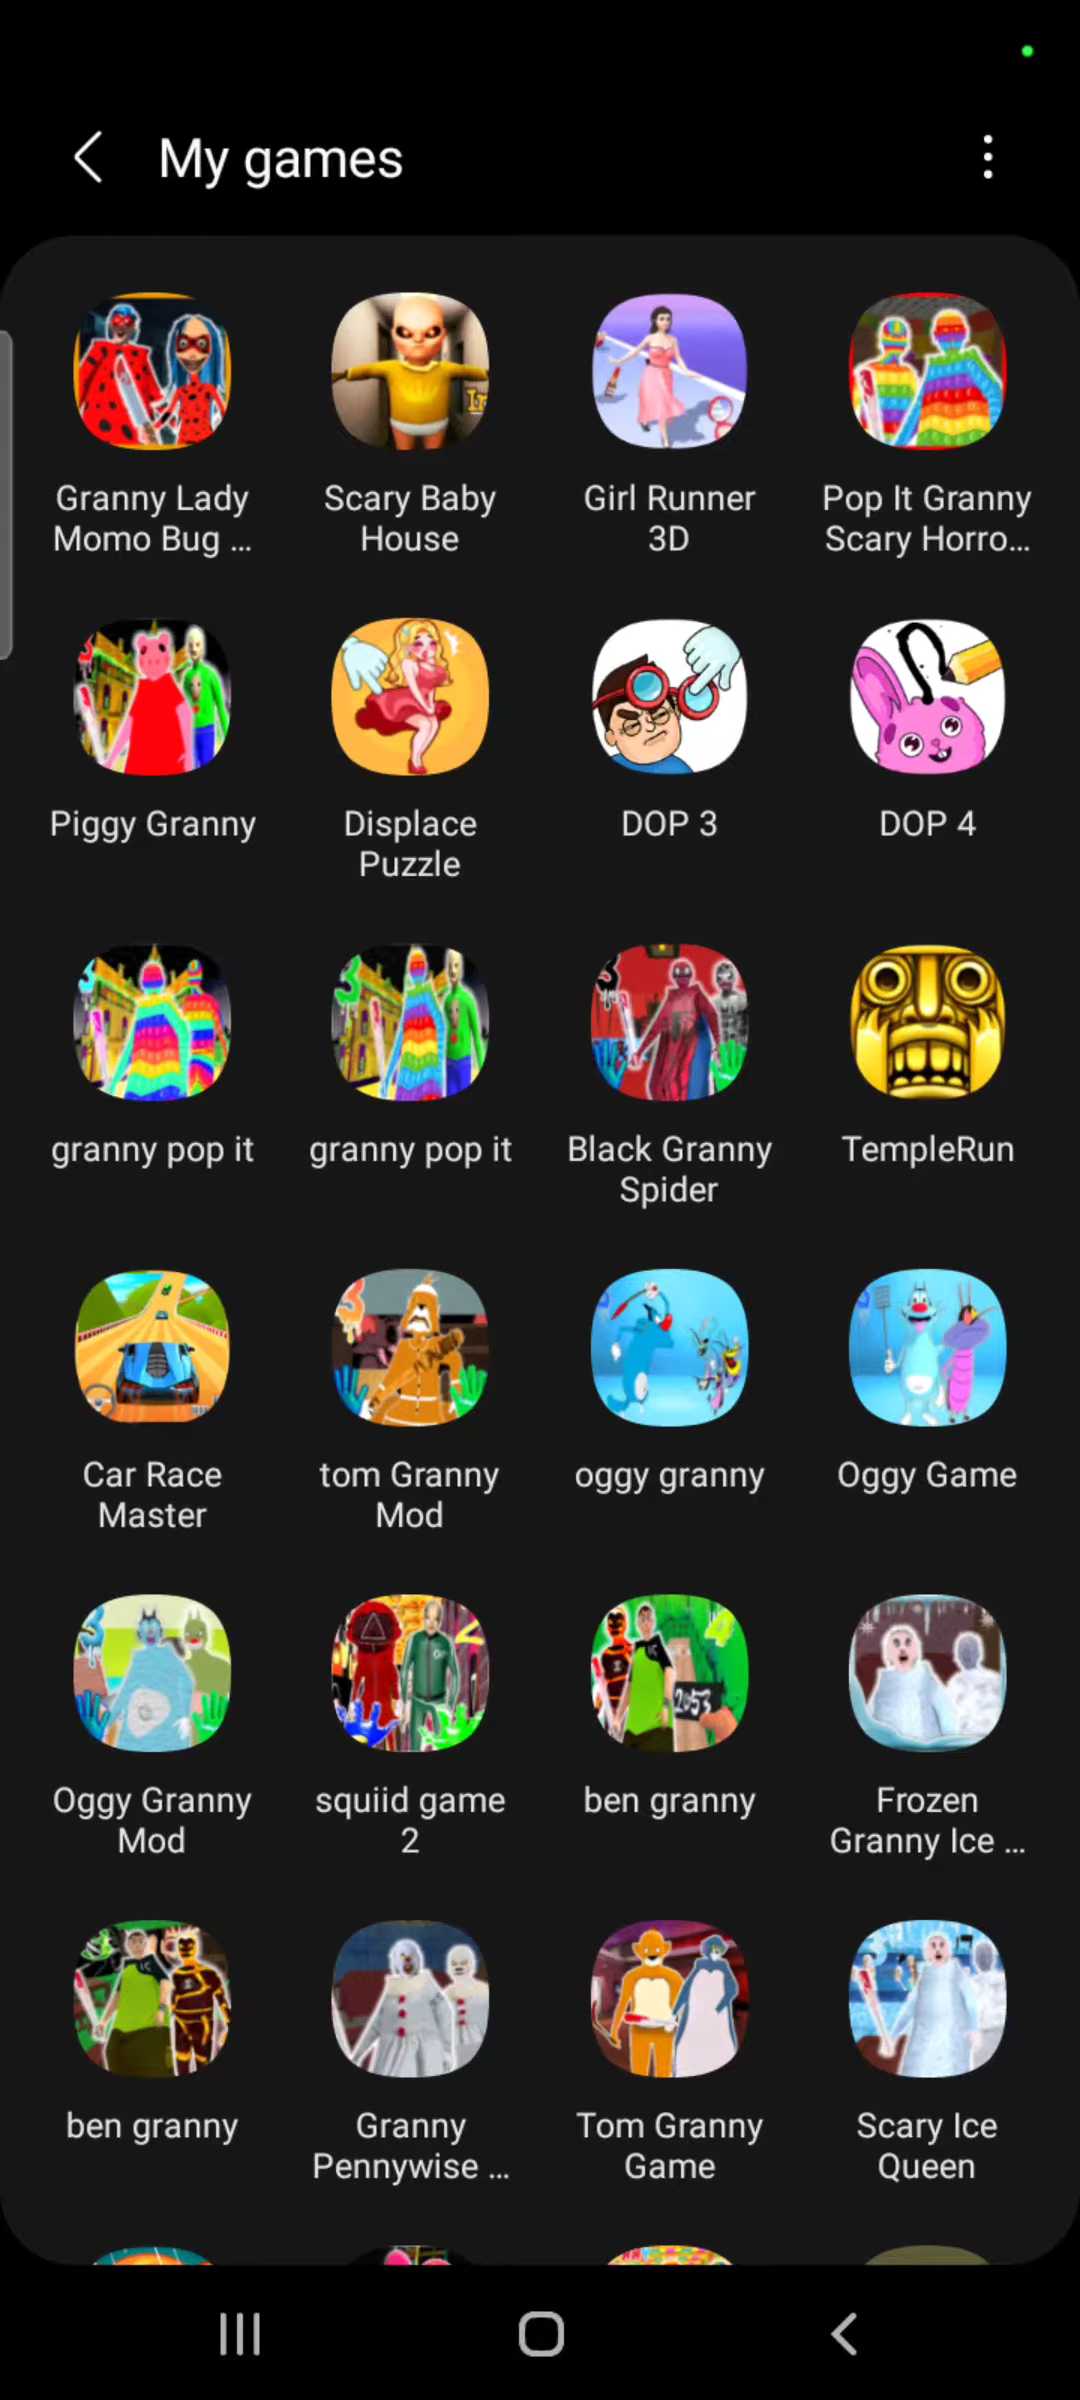 My games
Granny Lady
Momo Bug ...
Scary Baby
House
Girl Runner
3D
Pop It Granny
Scary Horro...
Piggy Granny
Displace
Puzzle
DOP 3
DOP 4
granny pop it
granny pop it
Black Granny
Spider
TempleRun
Car Race
Master
tom Granny
Mod
oggy granny
Oggy Game
Oggy Granny
Mod
squiid game
2
ben granny
Frozen
Granny Ice ...
ben granny
Granny
Pennywise ...
Tom Granny
Game
Scary Ice
Queen